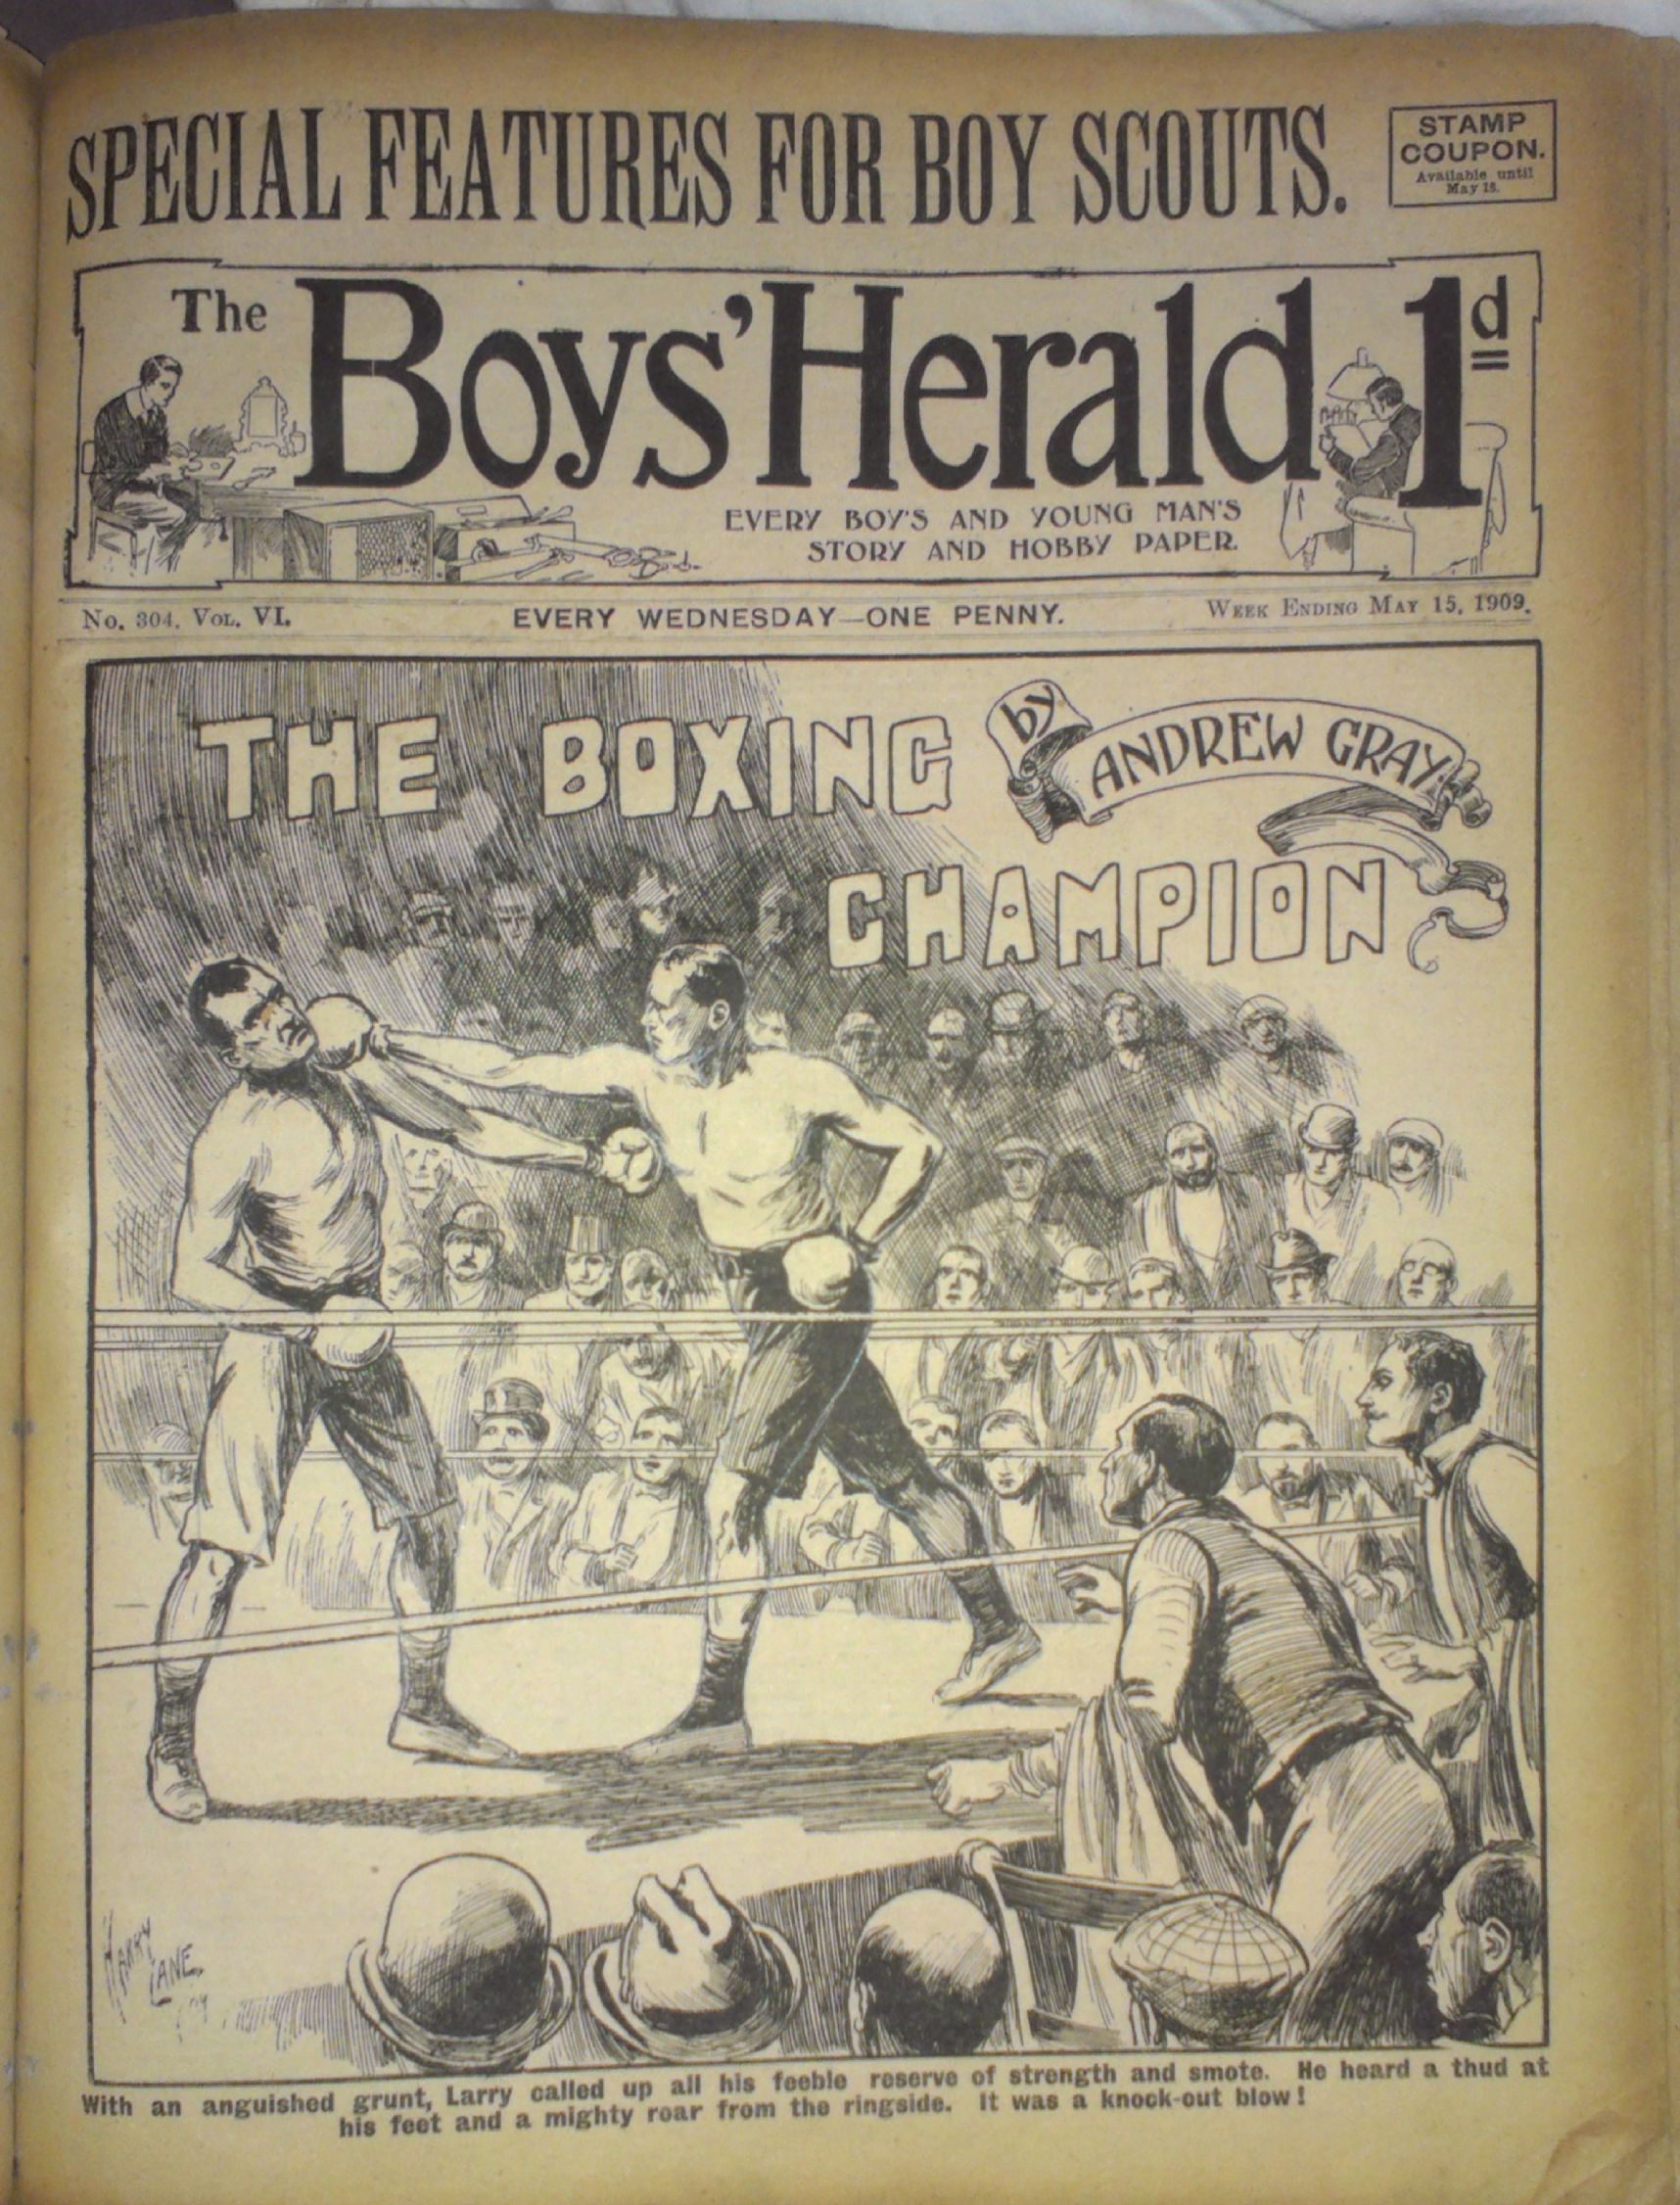 SPECIAL FEATURES FOR BOY SCOUTS.
STAMP
COUPON.
Available until
May 15.
The Boys' Herald 1d
EVERY BOY'S AND YOUNG MAN'S
STORY AND HOBBY PAPER.
No. 304. Vol. VI.
EVERY WEDNESDAY—ONE PENNY.
Week Ending May 15, 1909.
THE BOXING
by ANDREW GRAY
CHAMPION
HARRY
LANE
With an anguished grunt, Larry called up all his feeble reserve of strength and smote. He heard a thud at
his feet and a mighty roar from the ringside. It was a knock-out blow!